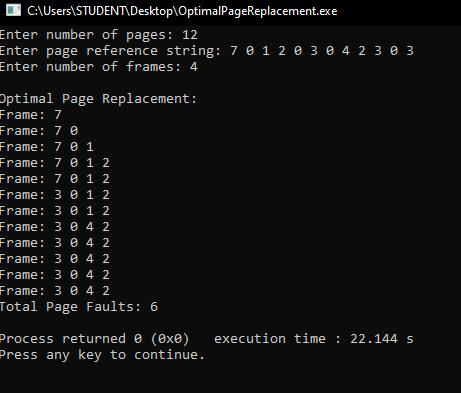 C:\Users\STUDENT\Desktop\OptimalPageReplacement.exe
Enter number of pages: 12
Enter page reference string: 7 0 1 2 0 3 0 4 2 3 0 3
Enter number of frames: 4
Optimal Page Replacement:
Frame: 7
Frame: 7 0
Frame: 7 0 1
Frame: 7 0 1 2
Frame: 7 0 1 2
Frame: 3 0 1 2
Frame: 3 0 1 2
Frame: 3 0 4 2
Frame: 3 0 4 2
Frame: 3 0 4 2
Frame: 3 0 4 2
Frame: 3 0 4 2
Total Page Faults: 6
Process returned 0 (0x0)   execution time : 22.144 s
Press any key to continue.